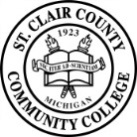 ST. CLAIR COUNTY
1923
MICHIGAN
COMMUNITY COLLEGE